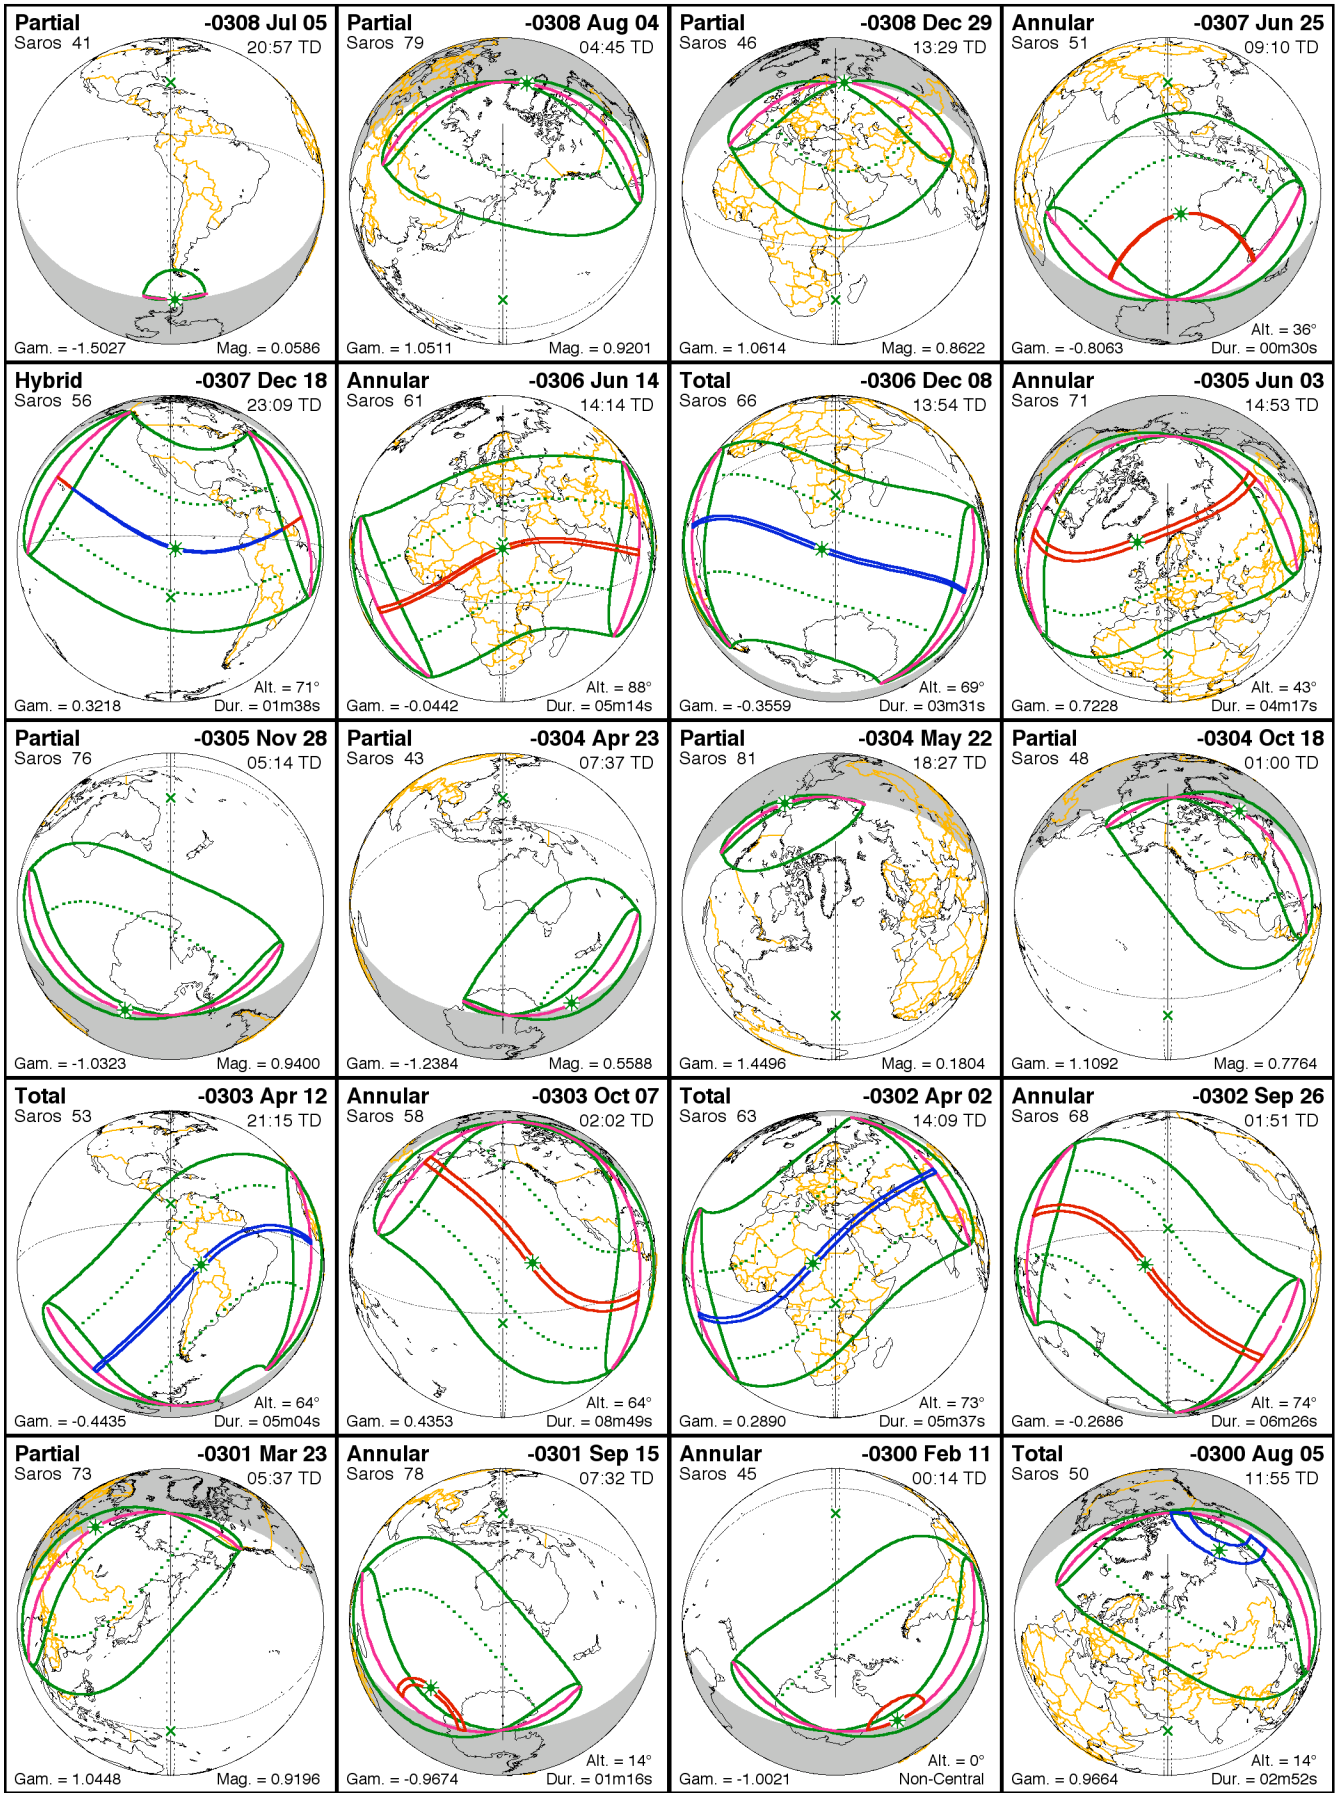 Partial -0308 Jul 05
Saros 41 20:57 TD
Gam. = -1.5027 Mag. = 0.0586
Partial -0308 Aug 04
Saros 79 04:45 TD
Gam. = 1.0511 Mag. = 0.9201
Partial -0308 Dec 29
Saros 46 13:29 TD
Gam. = 1.0614 Mag. = 0.8622
Annular -0307 Jun 25
Saros 51 09:10 TD
Alt. = 36°
Gam. = -0.8063 Dur. = 00m30s
Hybrid -0307 Dec 18
Saros 56 23:09 TD
Alt. = 71°
Gam. = 0.3218 Dur. = 01m38s
Annular -0306 Jun 14
Saros 61 14:14 TD
Alt. = 88°
Gam. = -0.0442 Dur. = 05m14s
Total -0306 Dec 08
Saros 66 13:54 TD
Alt. = 69°
Gam. = -0.3559 Dur. = 03m31s
Annular -0305 Jun 03
Saros 71 14:53 TD
Alt. = 43°
Gam. = 0.7228 Dur. = 04m17s
Partial -0305 Nov 28
Saros 76 05:14 TD
Gam. = -1.0323 Mag. = 0.9400
Partial -0304 Apr 23
Saros 43 07:37 TD
Gam. = -1.2384 Mag. = 0.5588
Partial -0304 May 22
Saros 81 18:27 TD
Gam. = 1.4496 Mag. = 0.1804
Partial -0304 Oct 18
Saros 48 01:00 TD
Gam. = 1.1092 Mag. = 0.7764
Total -0303 Apr 12
Saros 53 21:15 TD
Alt. = 64°
Gam. = -0.4435 Dur. = 05m04s
Annular -0303 Oct 07
Saros 58 02:02 TD
Alt. = 64°
Gam. = 0.4353 Dur. = 08m49s
Total -0302 Apr 02
Saros 63 14:09 TD
Alt. = 73°
Gam. = 0.2890 Dur. = 05m37s
Annular -0302 Sep 26
Saros 68 01:51 TD
Alt. = 74°
Gam. = -0.2686 Dur. = 06m26s
Partial -0301 Mar 23
Saros 73 05:37 TD
Gam. = 1.0448 Mag. = 0.9196
Annular -0301 Sep 15
Saros 78 07:32 TD
Alt. = 14°
Gam. = -0.9674 Dur. = 01m16s
Annular -0300 Feb 11
Saros 45 00:14 TD
Alt. = 0°
Gam. = -1.0021 Non-Central
Total -0300 Aug 05
Saros 50 11:55 TD
Alt. = 14°
Gam. = 0.9664 Dur. = 02m52s